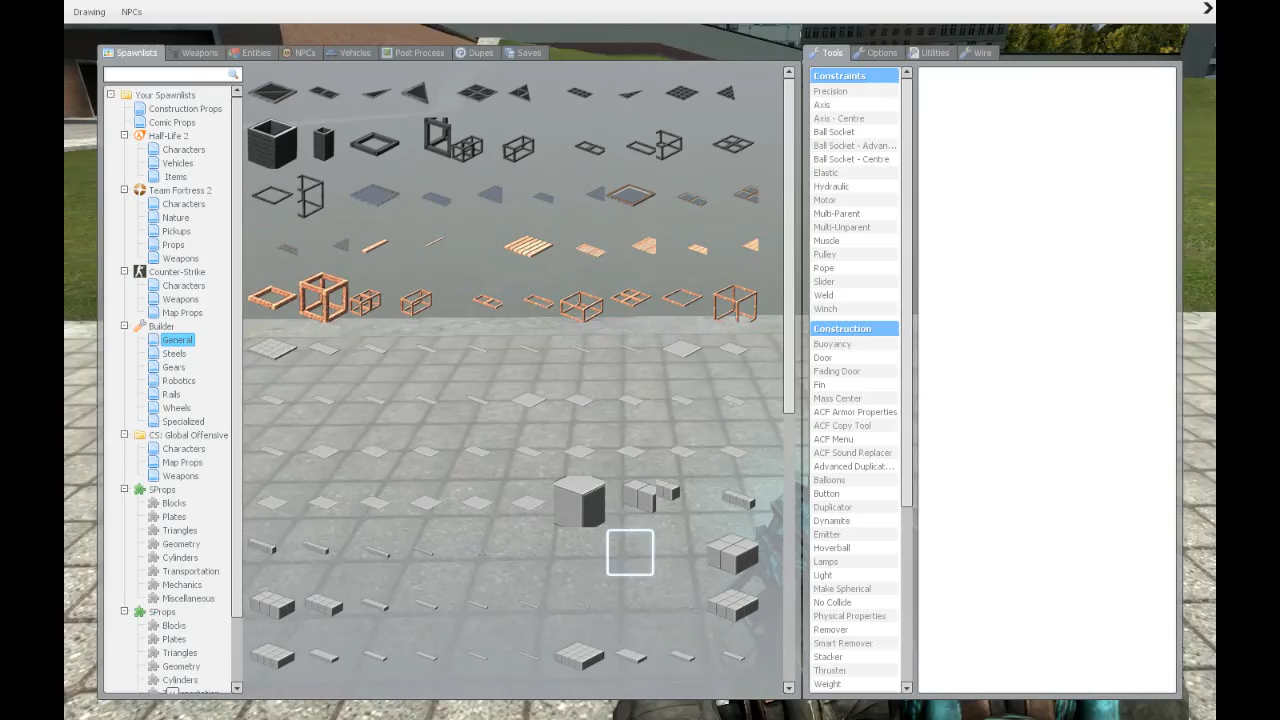 Drawing NPCs
Spawnlists Weapons Entities NPCs Vehicles Post Process Dupes Saves
Your Spawnlists
Construction Props
Comic Props
Half-Life 2
Characters
Vehicles
Items
Team Fortress 2
Characters
Nature
Pickups
Props
Weapons
Counter-Strike
Characters
Weapons
Map Props
Builder
General
Steels
Gears
Robotics
Rails
Wheels
Specialized
CS: Global Offensive
Characters
Map Props
Weapons
SProps
Blocks
Plates
Triangles
Geometry
Cylinders
Transportation
Mechanics
Miscellaneous
SProps
Blocks
Plates
Triangles
Geometry
Cylinders
Tools Options Utilities Wire
Constraints
Precision
Axis
Axis - Centre
Ball Socket
Ball Socket - Advan...
Ball Socket - Centre
Elastic
Hydraulic
Motor
Multi-Parent
Multi-Unparent
Muscle
Pulley
Rope
Slider
Weld
Winch
Construction
Buoyancy
Door
Fading Door
Fin
Mass Center
ACF Armor Properties
ACF Copy Tool
ACF Menu
ACF Sound Replacer
Advanced Duplicat...
Balloons
Button
Duplicator
Dynamite
Emitter
Hoverball
Lamps
Light
Make Spherical
No Collide
Physical Properties
Remover
Smart Remover
Stacker
Thruster
Weight